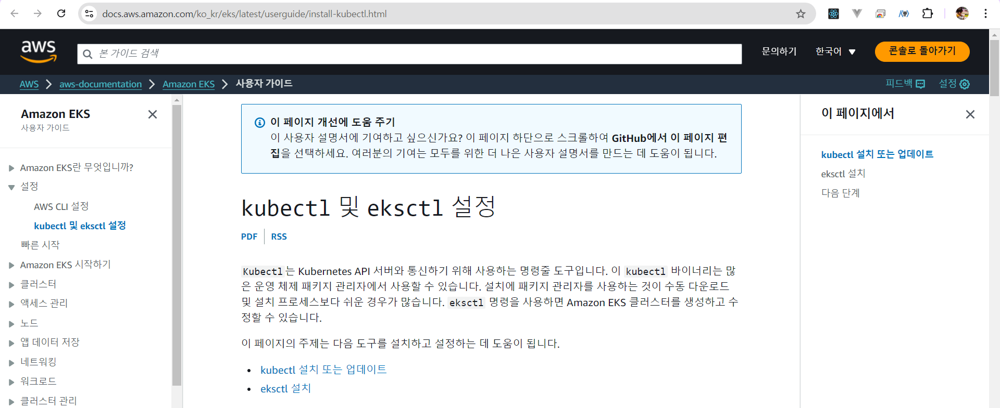 docs.aws.amazon.com/ko_kr/eks/latest/userguide/install-kubectl.html
aws
본 가이드 검색
문의하기
한국어
콘솔로 돌아가기
AWS
aws-documentation
Amazon EKS
사용자 가이드
피드백
설정
Amazon EKS
사용자 가이드
Amazon EKS란 무엇입니까?
설정
AWS CLI 설정
kubectl 및 eksctl 설정
빠른 시작
Amazon EKS 시작하기
클러스터
액세스 관리
노드
앱 데이터 저장
네트워킹
워크로드
클러스터 관리
이 페이지 개선에 도움 주기
이 사용자 설명서에 기여하고 싶으신가요? 이 페이지 하단으로 스크롤하여 GitHub에서 이 페이지 편
집을 선택하세요. 여러분의 기여는 모두를 위한 더 나은 사용자 설명서를 만드는 데 도움이 됩니다.
kubectl 및 eksctl 설정
PDF
RSS
Kubectl는 Kubernetes API 서버와 통신하기 위해 사용하는 명령줄 도구입니다. 이 kubectl 바이너리는 많
은 운영 체제 패키지 관리자에서 사용할 수 있습니다. 설치에 패키지 관리자를 사용하는 것이 수동 다운로드
및 설치 프로세스보다 쉬운 경우가 많습니다. eksctl 명령을 사용하면 Amazon EKS 클러스터를 생성하고 수
정할 수 있습니다.
이 페이지의 주제는 다음 도구를 설치하고 설정하는 데 도움이 됩니다.
kubectl 설치 또는 업데이트
eksctl 설치
이 페이지에서
kubectl 설치 또는 업데이트
eksctl 설치
다음 단계